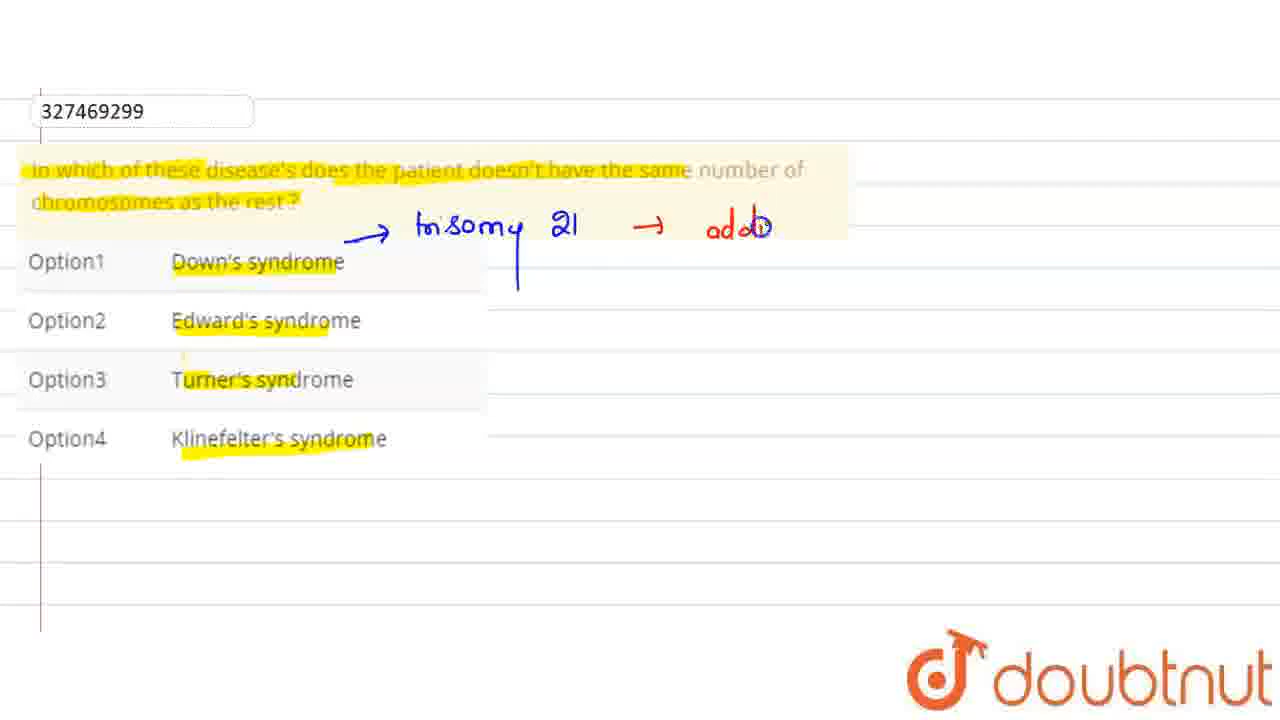 327469299
In which of these disease's does the patient doesn't have the same number of
chromosomes as the rest ?
trisomy 21 → addi
Option1 Down's syndrome →
Option2 Edward's syndrome
Option3 Turner's syndrome
Option4 Klinefelter's syndrome
doubtnut